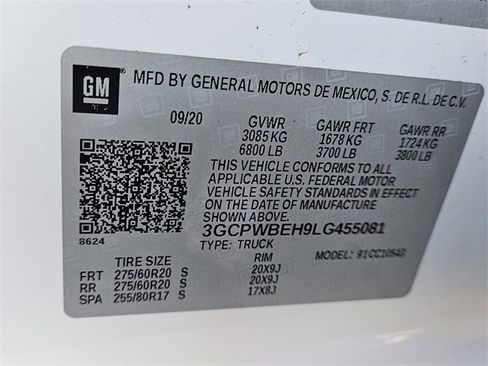 GM MFD BY GENERAL MOTORS DE MEXICO, S. DE R.L. DE C.V.
09/20 GVWR GAWR FRT GAWR RR
3085 KG 1678 KG 1724 KG
6800 LB 3700 LB 3800 LB
THIS VEHICLE CONFORMS TO ALL
APPLICABLE U.S. FEDERAL MOTOR
VEHICLE SAFETY STANDARDS IN EFFECT
ON THE DATE OF MANUFACTURE SHOWN ABOVE.
8624 3GCPWBEH9LG455081
TYPE: TRUCK MODEL: 91CC10543
TIRE SIZE RIM
FRT 275/60R20 S 20X9J
RR 275/60R20 S 20X9J
SPA 255/80R17 S 17X8J